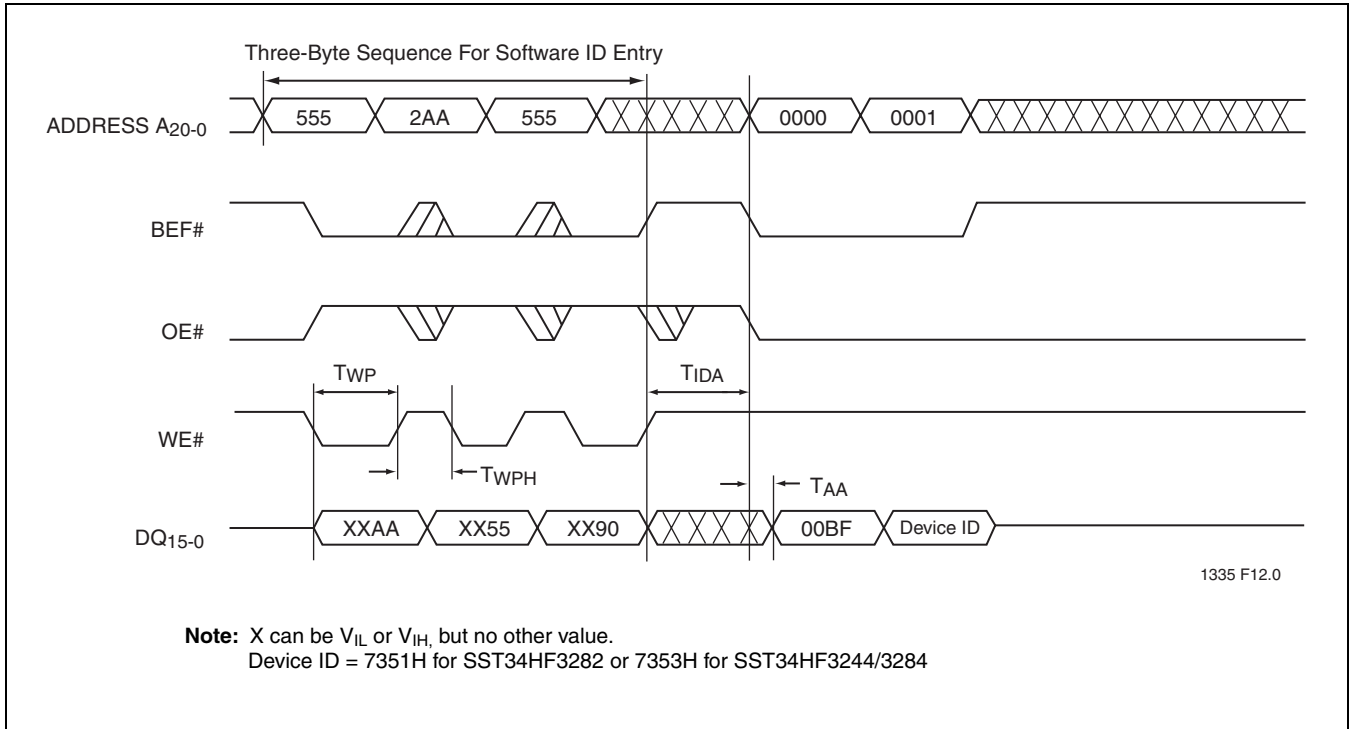 Three-Byte Sequence For Software ID Entry
ADDRESS A20-0
555 2AA 555 0000 0001
BEF#
OE#
TWP TIDA
WE#
TWPH
TAA
DQ15-0
XXAA XX55 XX90 00BF Device ID
1335 F12.0
Note: X can be VIL or VIH, but no other value.
Device ID = 7351H for SST34HF3282 or 7353H for SST34HF3244/3284